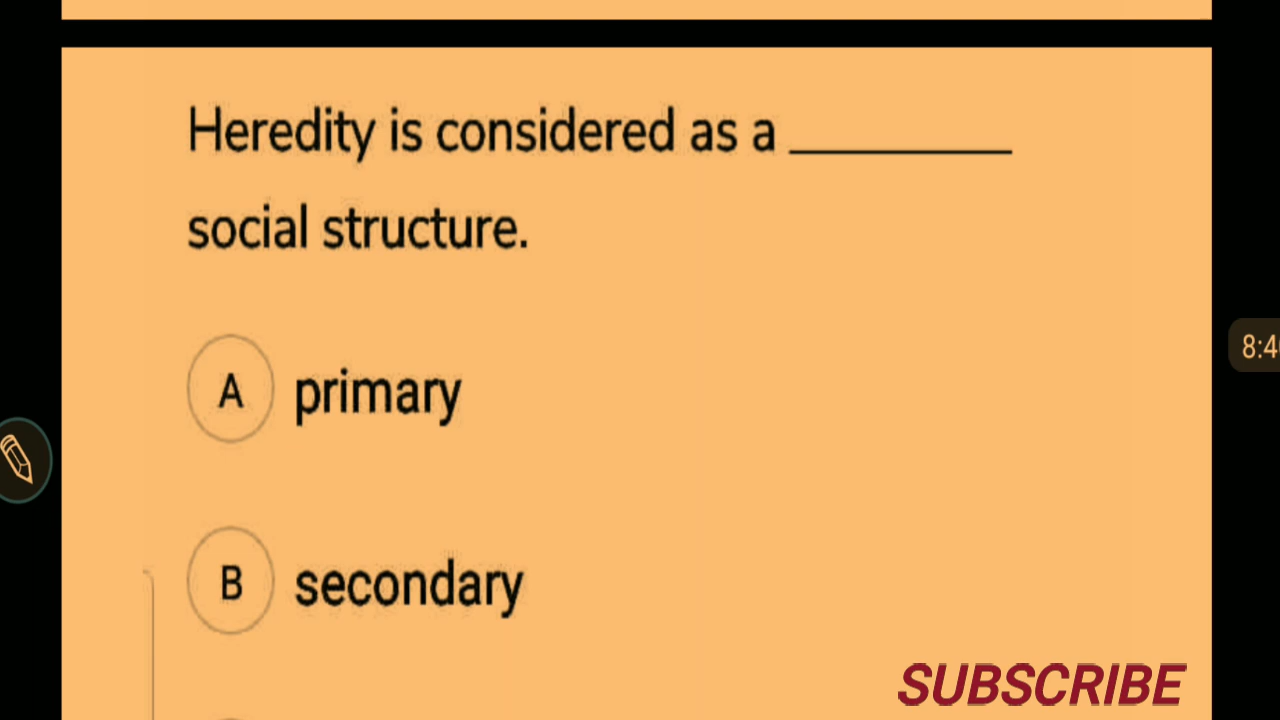 Heredity is considered as a __________
social structure.
A primary
B secondary
SUBSCRIBE